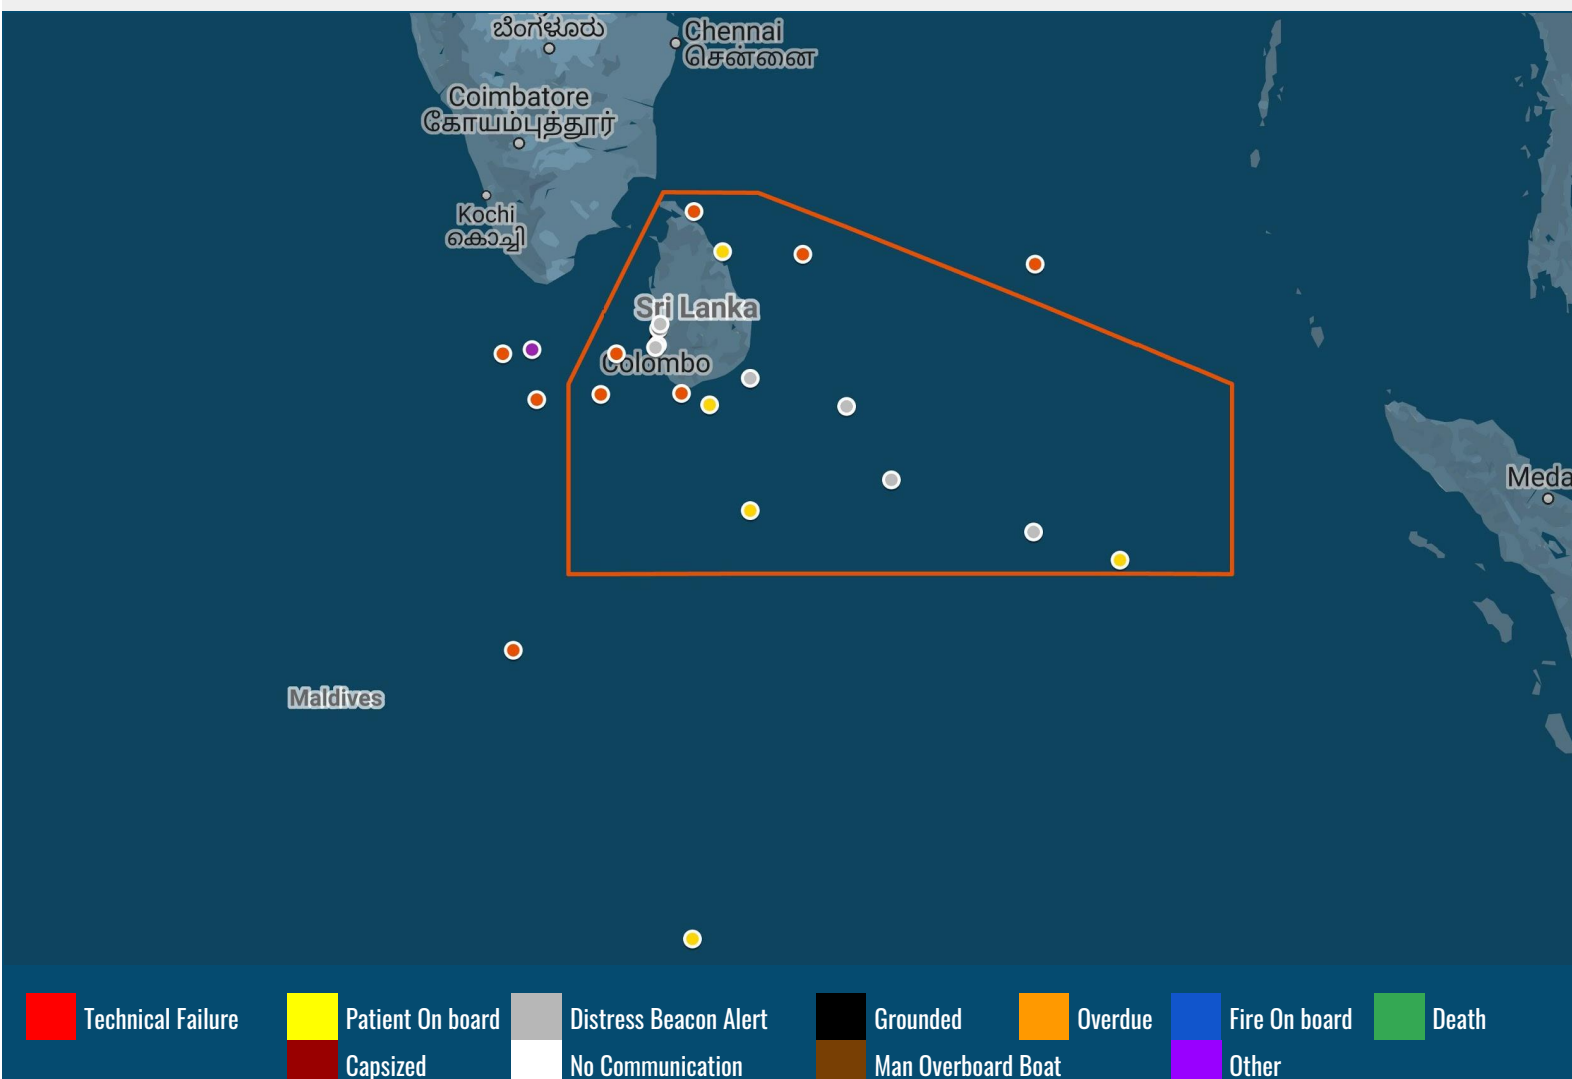 ಬೆಂಗಳೂರು
Chennai
சென்னை
Coimbatore
கோயம்புத்தூர்
Kochi
കൊച്ചി
Sri Lanka
Colombo
Meda
Maldives
Technical Failure
Patient On board
Distress Beacon Alert
Grounded
Overdue
Fire On board
Death
Capsized
No Communication
Man Overboard Boat
Other